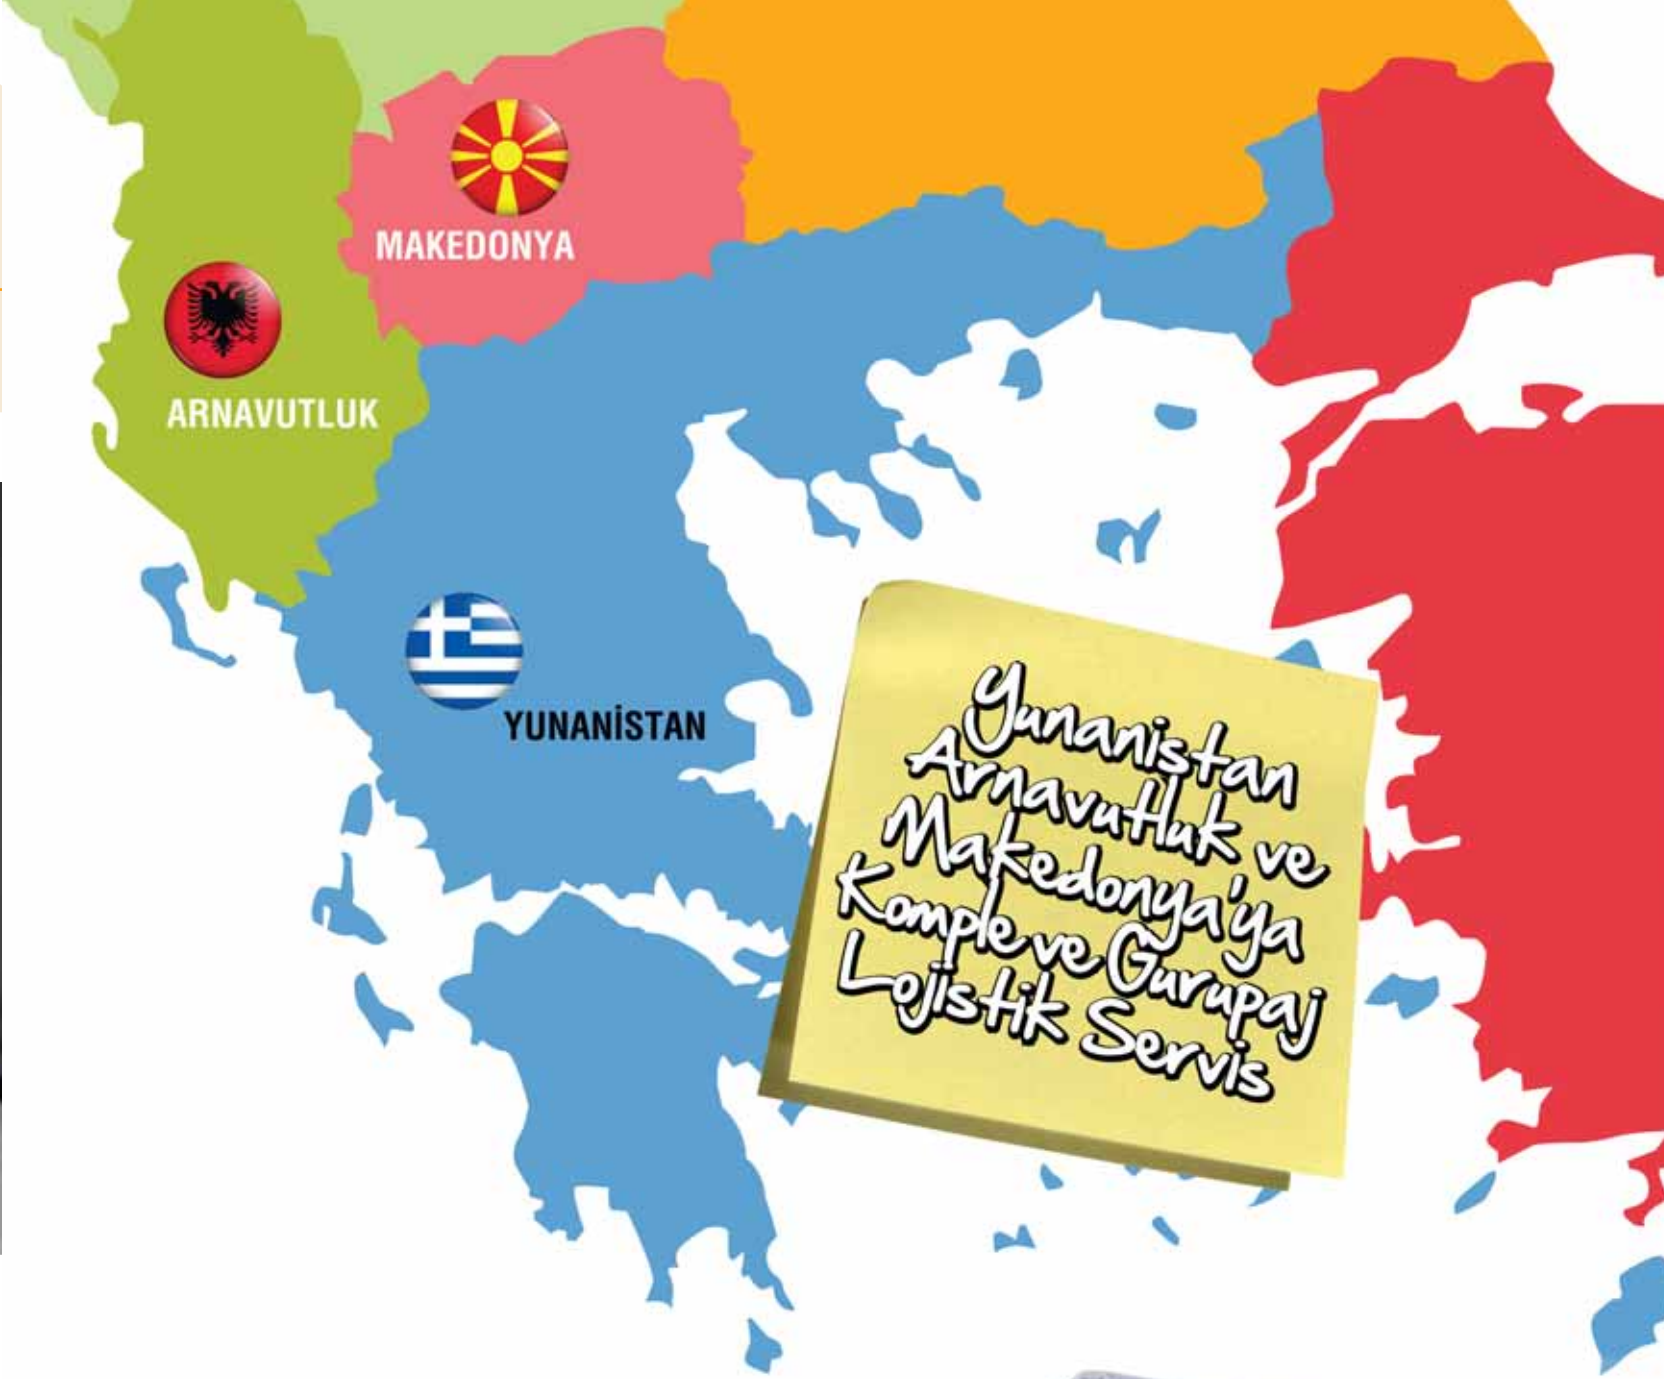 MAKEDONYA
ARNAVUTLUK
YUNANİSTAN
Yunanistan
Arnavutluk ve
Makedonya'ya
Komple ve Gurupaj
Lojistik Servis